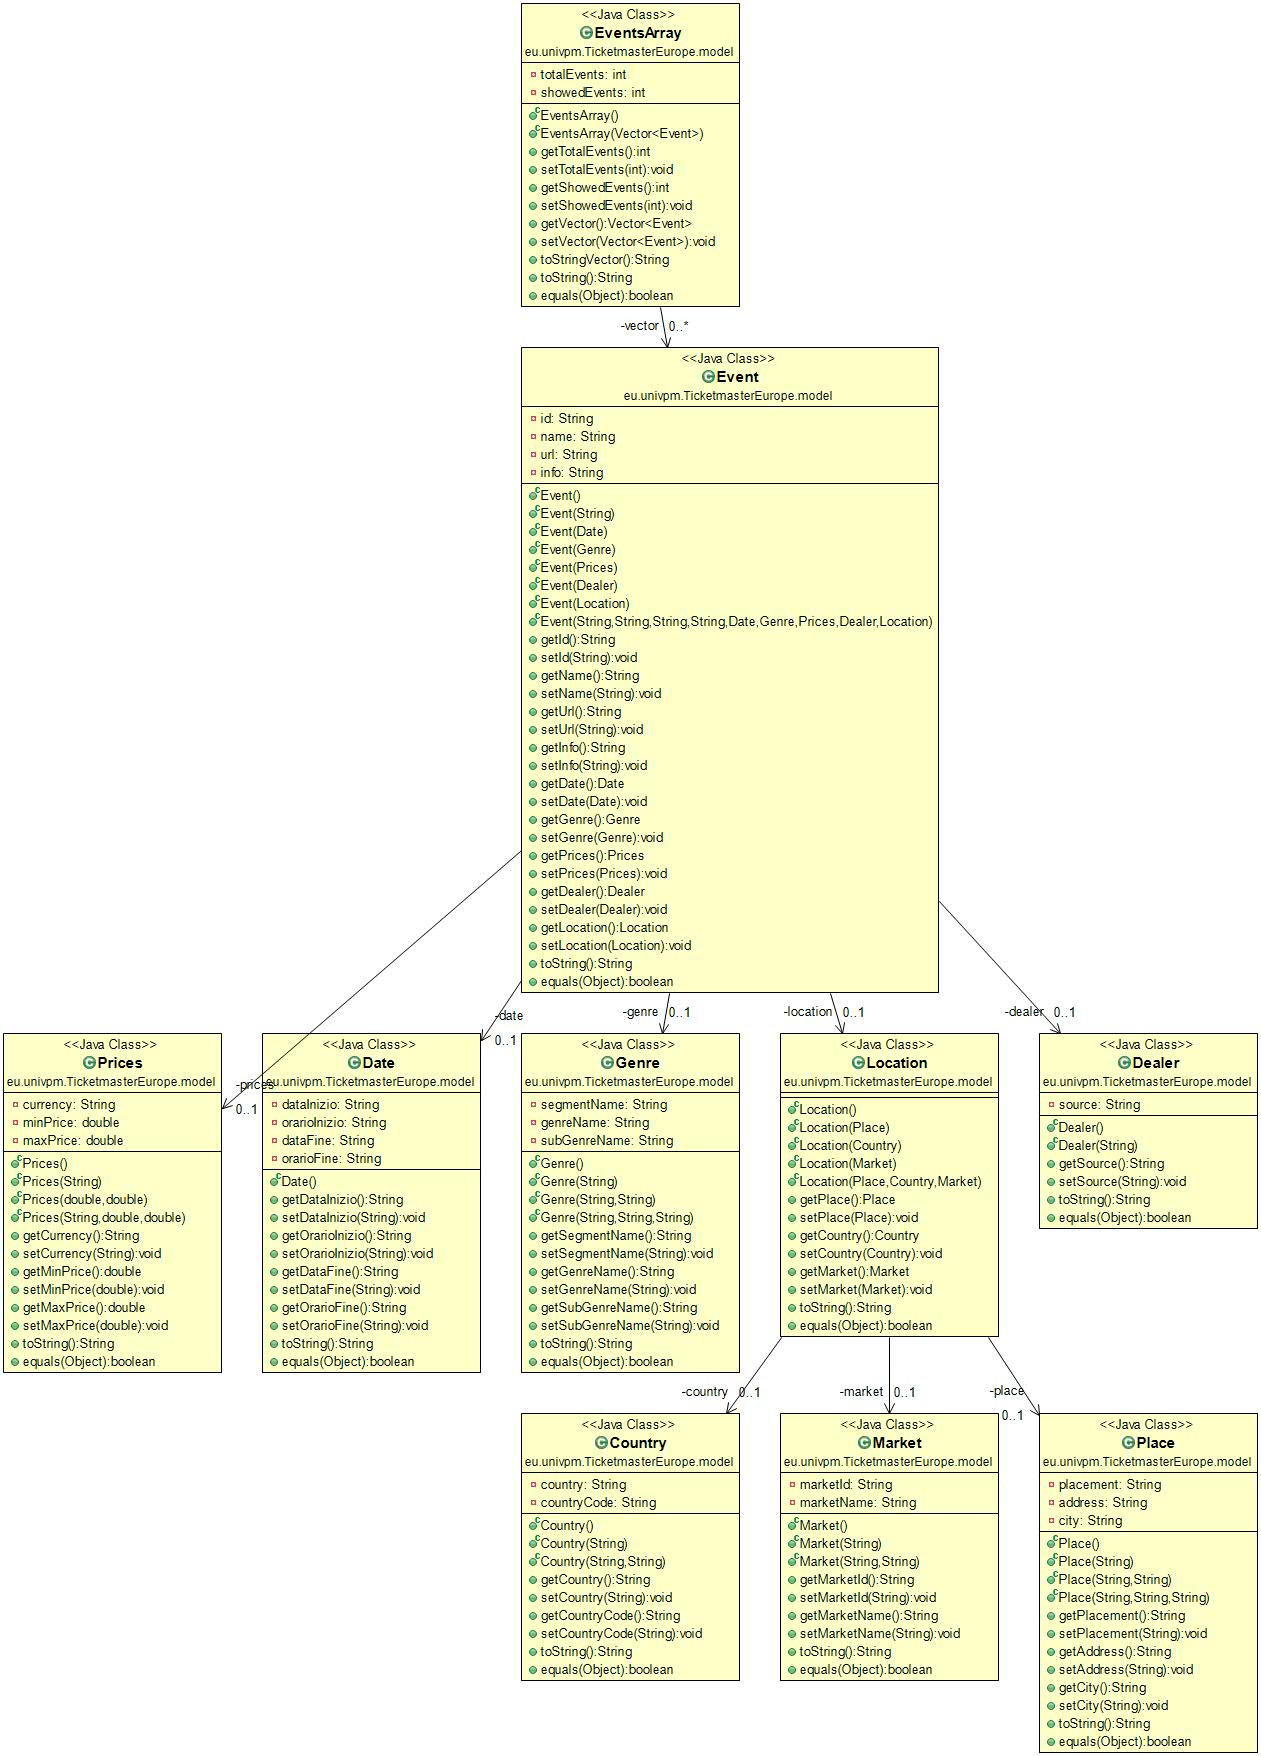 <<Java Class>>
EventsArray
eu.univpm.TicketmasterEurope.model
totalEvents: int
showedEvents: int
EventsArray()
EventsArray(Vector<Event>)
getTotalEvents():int
setTotalEvents(int):void
getShowedEvents():int
setShowedEvents(int):void
getVector():Vector<Event>
setVector(Vector<Event>):void
toStringVector():String
toString():String
equals(Object):boolean
-vector 0..*
<<Java Class>>
Event
eu.univpm.TicketmasterEurope.model
id: String
name: String
url: String
info: String
Event()
Event(String)
Event(Date)
Event(Genre)
Event(Prices)
Event(Dealer)
Event(Location)
Event(String,String,String,String,Date,Genre,Prices,Dealer,Location)
getId():String
setId(String):void
getName():String
setName(String):void
getUrl():String
setUrl(String):void
getInfo():String
setInfo(String):void
getDate():Date
setDate(Date):void
getGenre():Genre
setGenre(Genre):void
getPrices():Prices
setPrices(Prices):void
getDealer():Dealer
setDealer(Dealer):void
getLocation():Location
setLocation(Location):void
toString():String
equals(Object):boolean
-prices
0..1
-date
0..1
-genre 0..1
-location 0..1
-dealer 0..1
<<Java Class>>
Prices
eu.univpm.TicketmasterEurope.model
currency: String
minPrice: double
maxPrice: double
Prices()
Prices(String)
Prices(double,double)
Prices(String,double,double)
getCurrency():String
setCurrency(String):void
getMinPrice():double
setMinPrice(double):void
getMaxPrice():double
setMaxPrice(double):void
toString():String
equals(Object):boolean
<<Java Class>>
Date
eu.univpm.TicketmasterEurope.model
dataInizio: String
orarioInizio: String
dataFine: String
orarioFine: String
Date()
getDataInizio():String
setDataInizio(String):void
getOrarioInizio():String
setOrarioInizio(String):void
getDataFine():String
setDataFine(String):void
getOrarioFine():String
setOrarioFine(String):void
toString():String
equals(Object):boolean
<<Java Class>>
Genre
eu.univpm.TicketmasterEurope.model
segmentName: String
genreName: String
subGenreName: String
Genre()
Genre(String)
Genre(String,String)
Genre(String,String,String)
getSegmentName():String
setSegmentName(String):void
getGenreName():String
setGenreName(String):void
getSubGenreName():String
setSubGenreName(String):void
toString():String
equals(Object):boolean
<<Java Class>>
Location
eu.univpm.TicketmasterEurope.model
Location()
Location(Place)
Location(Country)
Location(Market)
Location(Place,Country,Market)
getPlace():Place
setPlace(Place):void
getCountry():Country
setCountry(Country):void
getMarket():Market
setMarket(Market):void
toString():String
equals(Object):boolean
<<Java Class>>
Dealer
eu.univpm.TicketmasterEurope.model
source: String
Dealer()
Dealer(String)
getSource():String
setSource(String):void
toString():String
equals(Object):boolean
-country 0..1
-market 0..1
-place
0..1
<<Java Class>>
Country
eu.univpm.TicketmasterEurope.model
country: String
countryCode: String
Country()
Country(String)
Country(String,String)
getCountry():String
setCountry(String):void
getCountryCode():String
setCountryCode(String):void
toString():String
equals(Object):boolean
<<Java Class>>
Market
eu.univpm.TicketmasterEurope.model
marketId: String
marketName: String
Market()
Market(String)
Market(String,String)
getMarketId():String
setMarketId(String):void
getMarketName():String
setMarketName(String):void
toString():String
equals(Object):boolean
<<Java Class>>
Place
eu.univpm.TicketmasterEurope.model
placement: String
address: String
city: String
Place()
Place(String)
Place(String,String)
Place(String,String,String)
getPlacement():String
setPlacement(String):void
getAddress():String
setAddress(String):void
getCity():String
setCity(String):void
toString():String
equals(Object):boolean